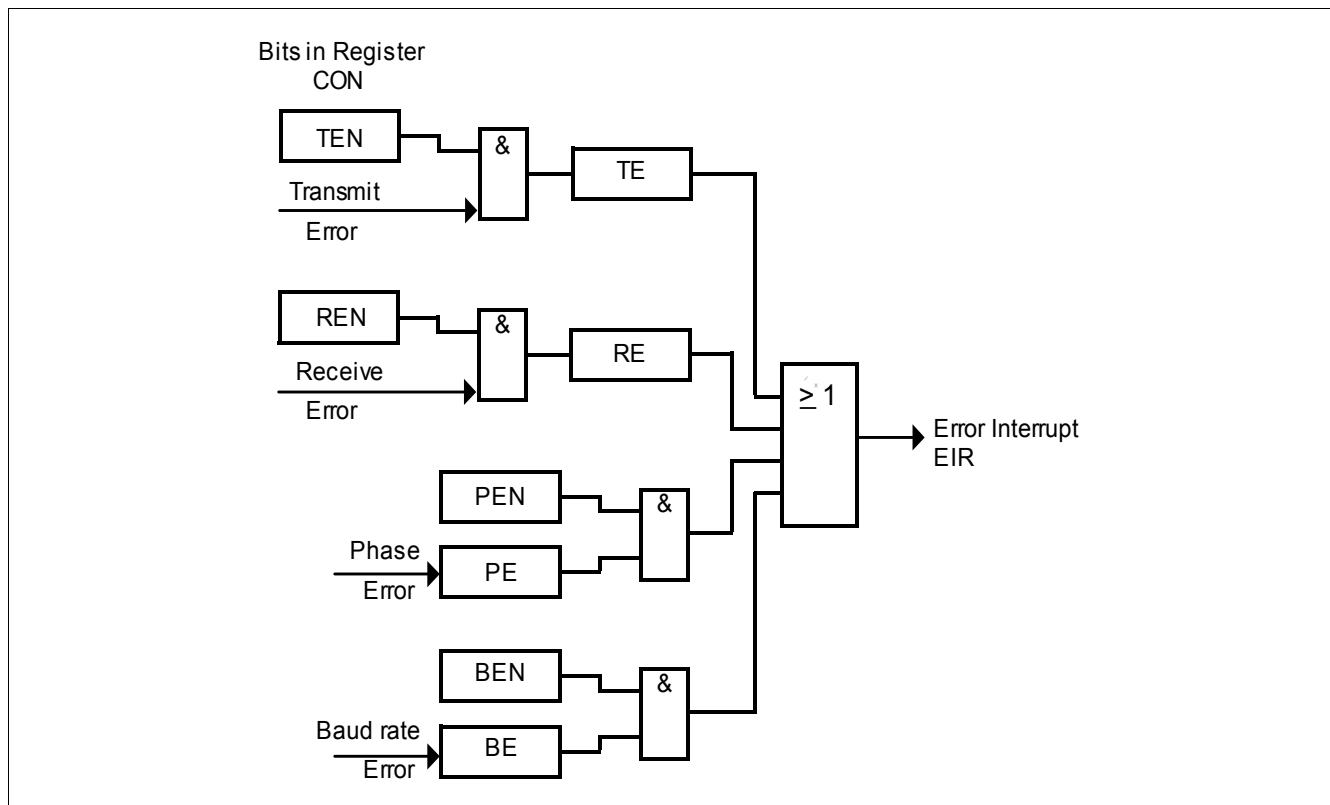 Bits in Register
CON
TEN
&
TE
Transmit
Error
REN
&
RE
Receive
Error
≥ 1
Error Interrupt
EIR
PEN
&
Phase
PE
Error
BEN
&
Baud rate
BE
Error